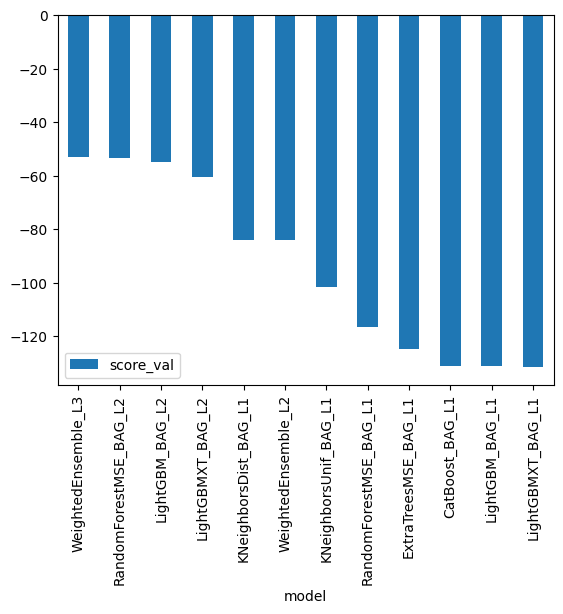 0
−20
−40
−60
−80
−100
−120
score_val
WeightedEnsemble_L3
RandomForestMSE_BAG_L2
LightGBM_BAG_L2
LightGBMXT_BAG_L2
KNeighborsDist_BAG_L1
WeightedEnsemble_L2
KNeighborsUnif_BAG_L1
RandomForestMSE_BAG_L1
ExtraTreesMSE_BAG_L1
CatBoost_BAG_L1
LightGBM_BAG_L1
LightGBMXT_BAG_L1
model